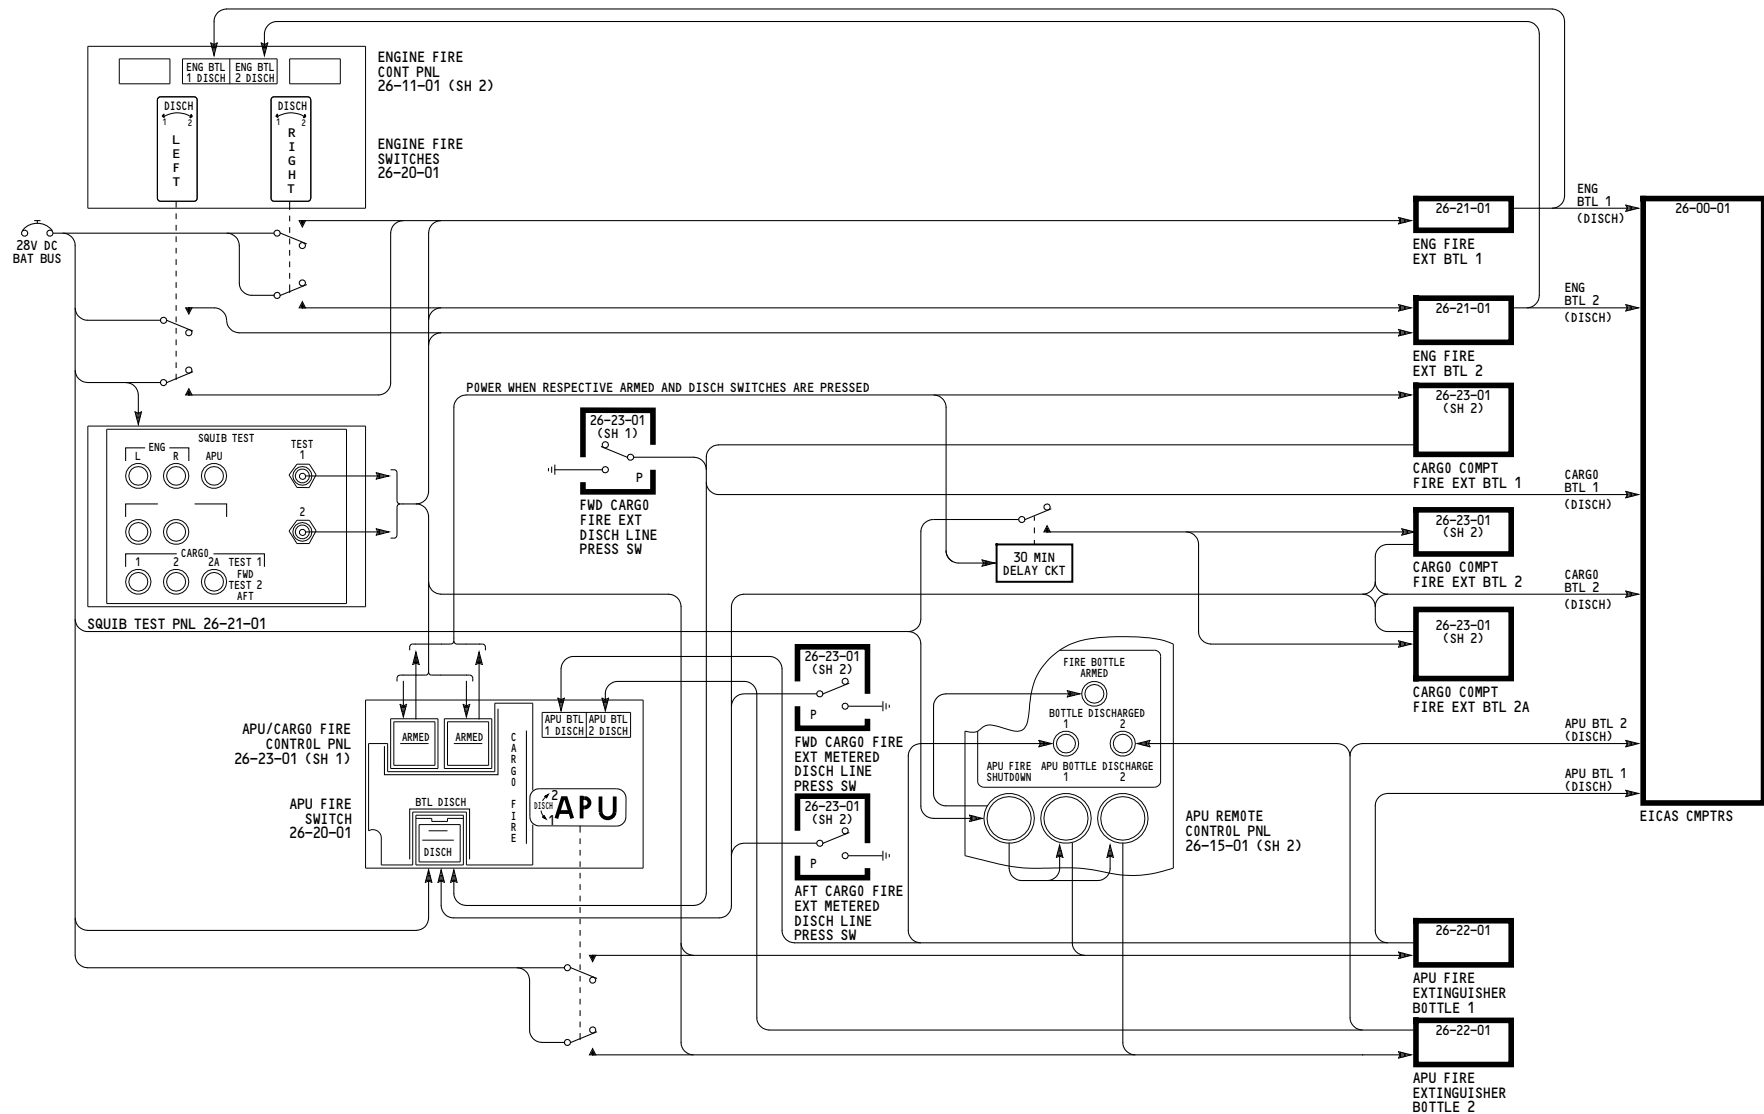 ENG BTL
1 DISCH
ENG BTL
2 DISCH
ENGINE FIRE
CONT PNL
26-11-01 (SH 2)
DISCH
1 2
LEFT
DISCH
1 2
RIGHT
ENGINE FIRE
SWITCHES
26-20-01
28V DC
BAT BUS
26-21-01
ENG FIRE
EXT BTL 1
ENG
BTL 1
(DISCH)
26-00-01
26-21-01
ENG FIRE
EXT BTL 2
ENG
BTL 2
(DISCH)
POWER WHEN RESPECTIVE ARMED AND DISCH SWITCHES ARE PRESSED
26-23-01
(SH 2)
CARGO COMPT
FIRE EXT BTL 1
CARGO
BTL 1
(DISCH)
26-23-01
(SH 1)
P
FWD CARGO
FIRE EXT
DISCH LINE
PRESS SW
SQUIB TEST
ENG
L R APU
TEST
1
2
CARGO
1 2 2A TEST 1
FWD
TEST 2
AFT
SQUIB TEST PNL 26-21-01
30 MIN
DELAY CKT
26-23-01
(SH 2)
CARGO COMPT
FIRE EXT BTL 2
CARGO
BTL 2
(DISCH)
26-23-01
(SH 2)
CARGO COMPT
FIRE EXT BTL 2A
APU/CARGO FIRE
CONTROL PNL
26-23-01 (SH 1)
APU FIRE
SWITCH
26-20-01
ARMED
ARMED
CARGO FIRE
APU BTL
1 DISCH
APU BTL
2 DISCH
BTL DISCH
DISCH
2
DISCH
1
APU
26-23-01
(SH 2)
P
FWD CARGO FIRE
EXT METERED
DISCH LINE
PRESS SW
26-23-01
(SH 2)
P
AFT CARGO FIRE
EXT METERED
DISCH LINE
PRESS SW
FIRE BOTTLE
ARMED
BOTTLE DISCHARGED
1 2
APU FIRE
SHUTDOWN
APU BOTTLE DISCHARGE
1 2
APU REMOTE
CONTROL PNL
26-15-01 (SH 2)
APU BTL 2
(DISCH)
APU BTL 1
(DISCH)
EICAS CMPTRS
26-22-01
APU FIRE
EXTINGUISHER
BOTTLE 1
26-22-01
APU FIRE
EXTINGUISHER
BOTTLE 2